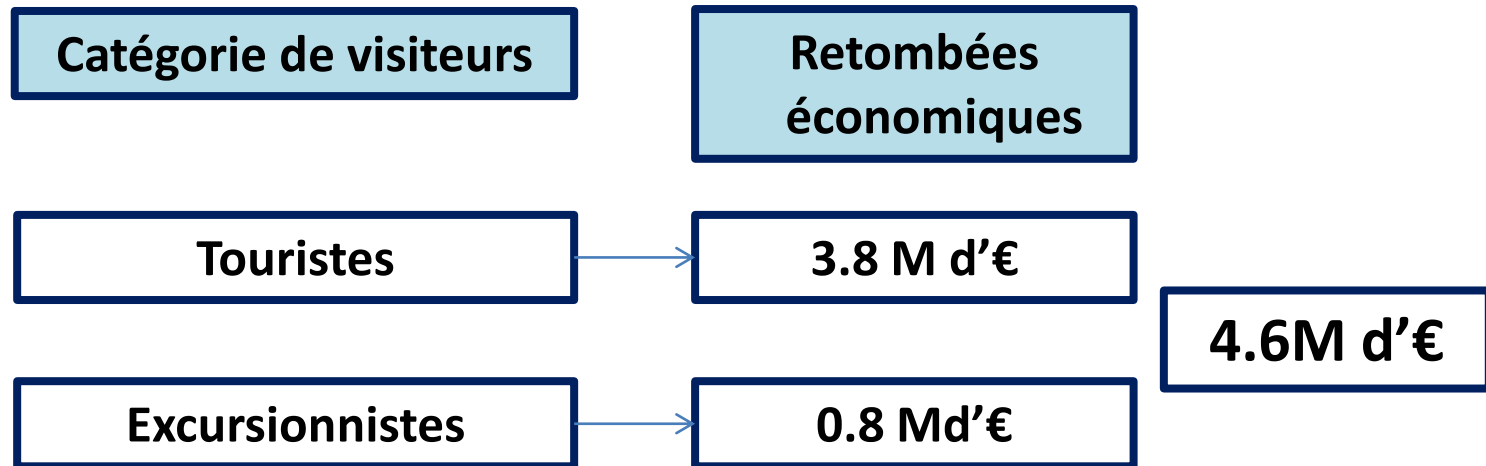 Catégorie de visiteurs
Retombées
économiques
Touristes
3.8 M d’€
4.6M d’€
Excursionnistes
0.8 Md’€